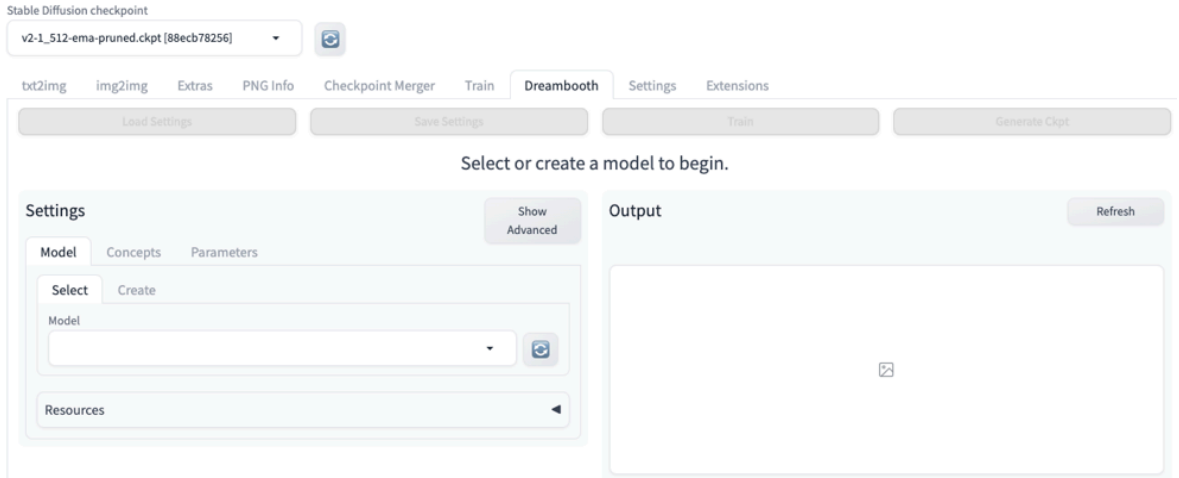 Stable Diffusion checkpoint
v2-1_512-ema-pruned.ckpt [88ecb78256]
txt2img img2img Extras PNG Info Checkpoint Merger Train Dreambooth Settings Extensions
Load Settings Save Settings Train Generate Ckpt
Select or create a model to begin.
Settings
Show
Advanced
Output
Refresh
Model Concepts Parameters
Select Create
Model
Resources